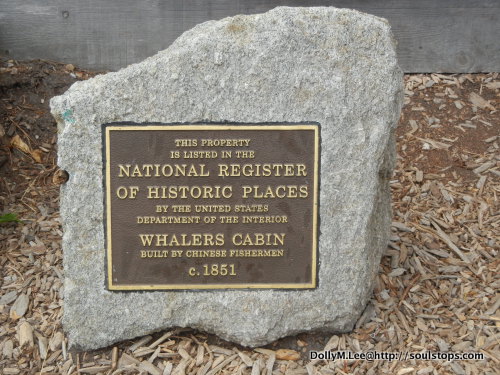 THIS PROPERTY
IS LISTED IN THE
NATIONAL REGISTER
OF HISTORIC PLACES
BY THE UNITED STATES
DEPARTMENT OF THE INTERIOR
WHALERS CABIN
BUILT BY CHINESE FISHERMEN
c. 1851
DollyM.Lee@http://soulstops.com